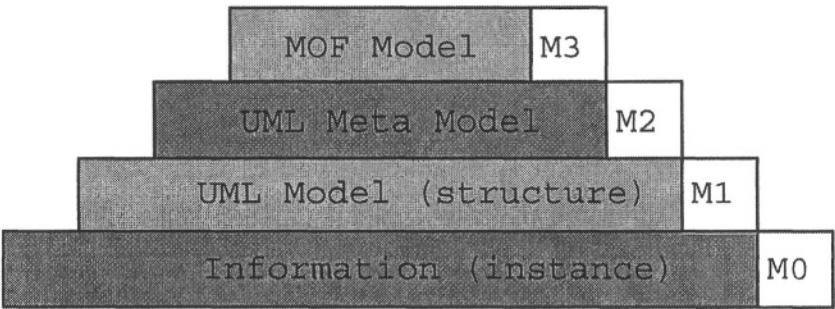 MOF Model M3
UML Meta Model M2
UML Model (structure) M1
Information (instance) M0